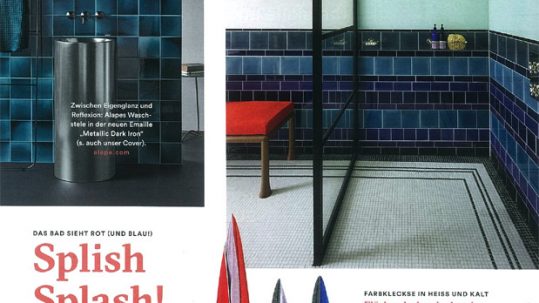 Zwischen Eigenglanz und
Reflexion: Alapes Wasch-
stele in der neuen Emaille
„Metallic Dark Iron“
(s. auch unser Cover).
alape.com
DAS BAD SIEHT ROT (UND BLAU!)
Splish
Splash!
FARBKLECKSE IN HEISS UND KALT